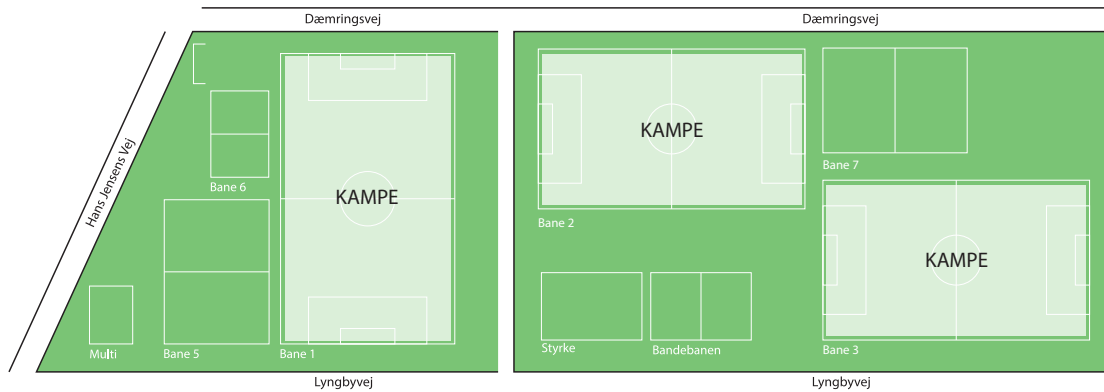 Dæmringsvej
Dæmringsvej
Hans Jensens Vej
KAMPE
Bane 6
KAMPE
Bane 2
Bane 7
KAMPE
Multi
Bane 5
Bane 1
Styrke
Bandebanen
Bane 3
Lyngbyvej
Lyngbyvej